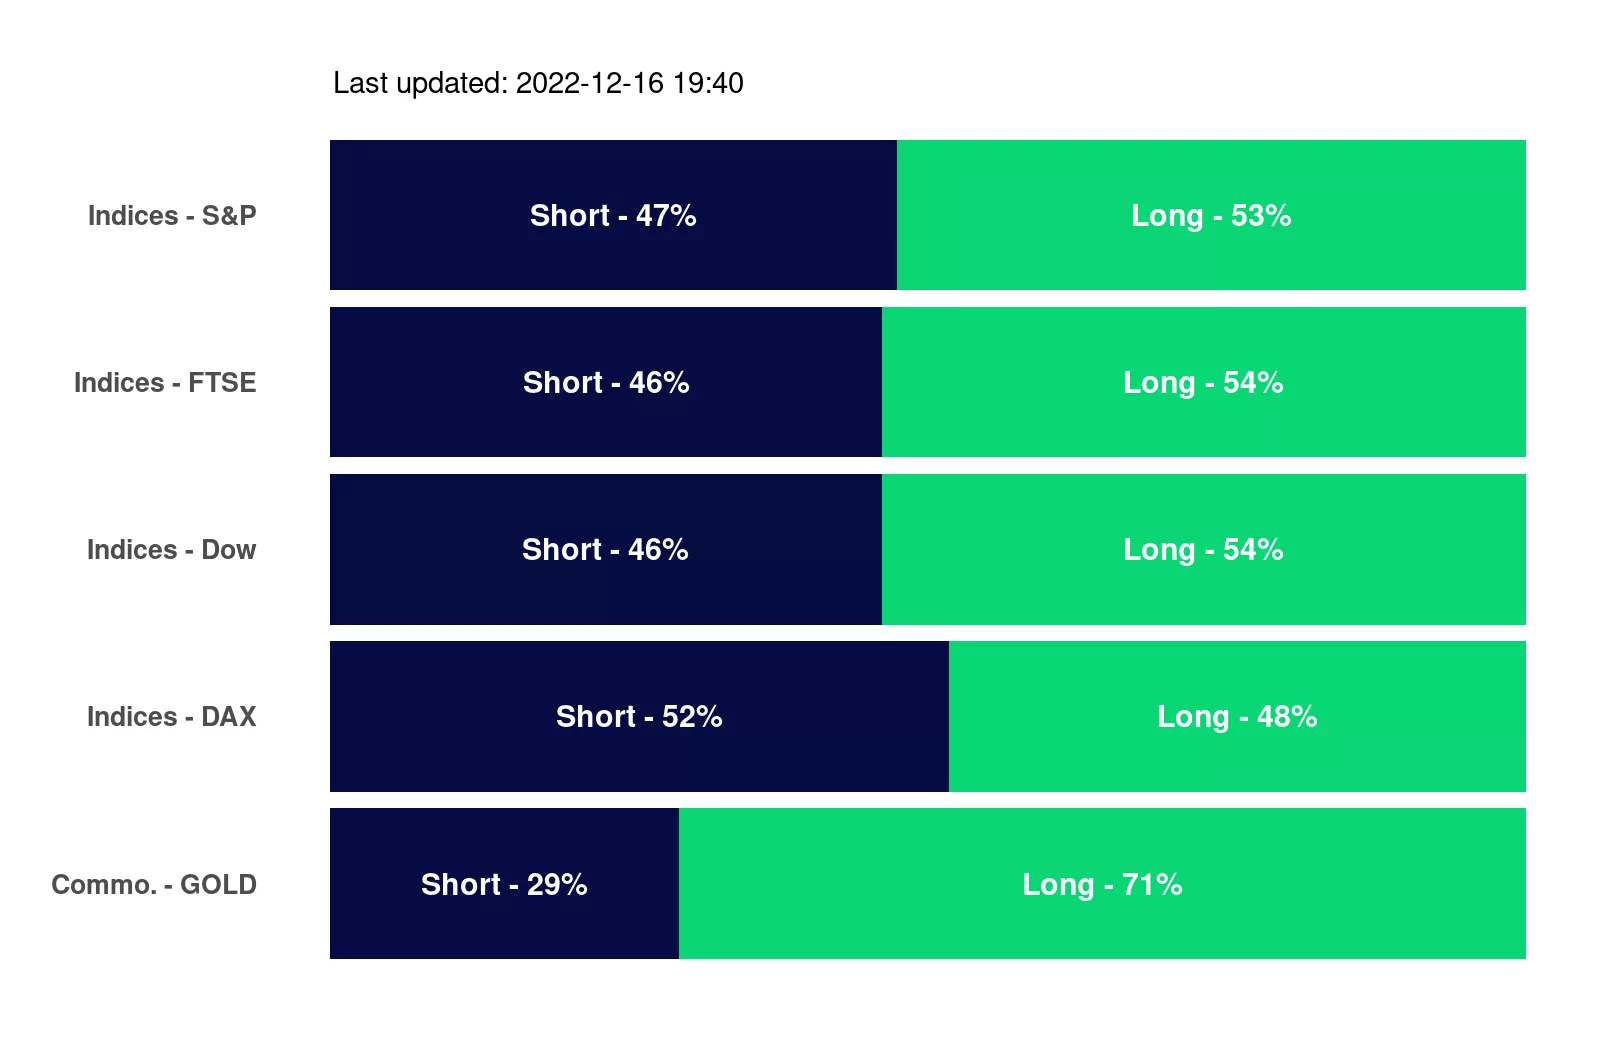 Last updated: 2022-12-16 19:40
Indices - S&P Short - 47% Long - 53%
Indices - FTSE Short - 46% Long - 54%
Indices - Dow Short - 46% Long - 54%
Indices - DAX Short - 52% Long - 48%
Commo. - GOLD Short - 29% Long - 71%